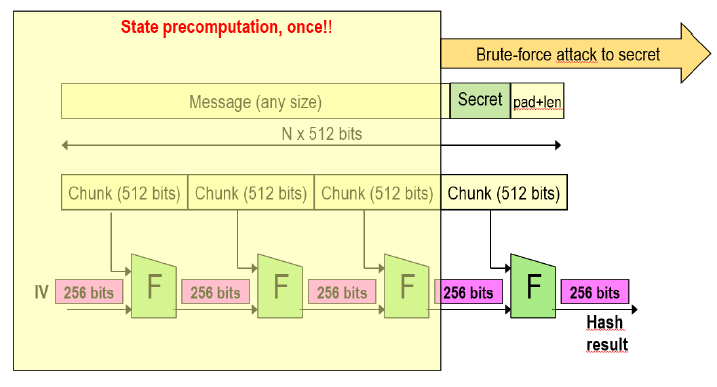 State precomputation, once!!
Brute-force attack to secret
Message (any size)
Secret
pad+len
N x 512 bits
Chunk (512 bits)
Chunk (512 bits)
Chunk (512 bits)
Chunk (512 bits)
IV
256 bits
F
256 bits
F
256 bits
F
256 bits
F
256 bits
Hash
result